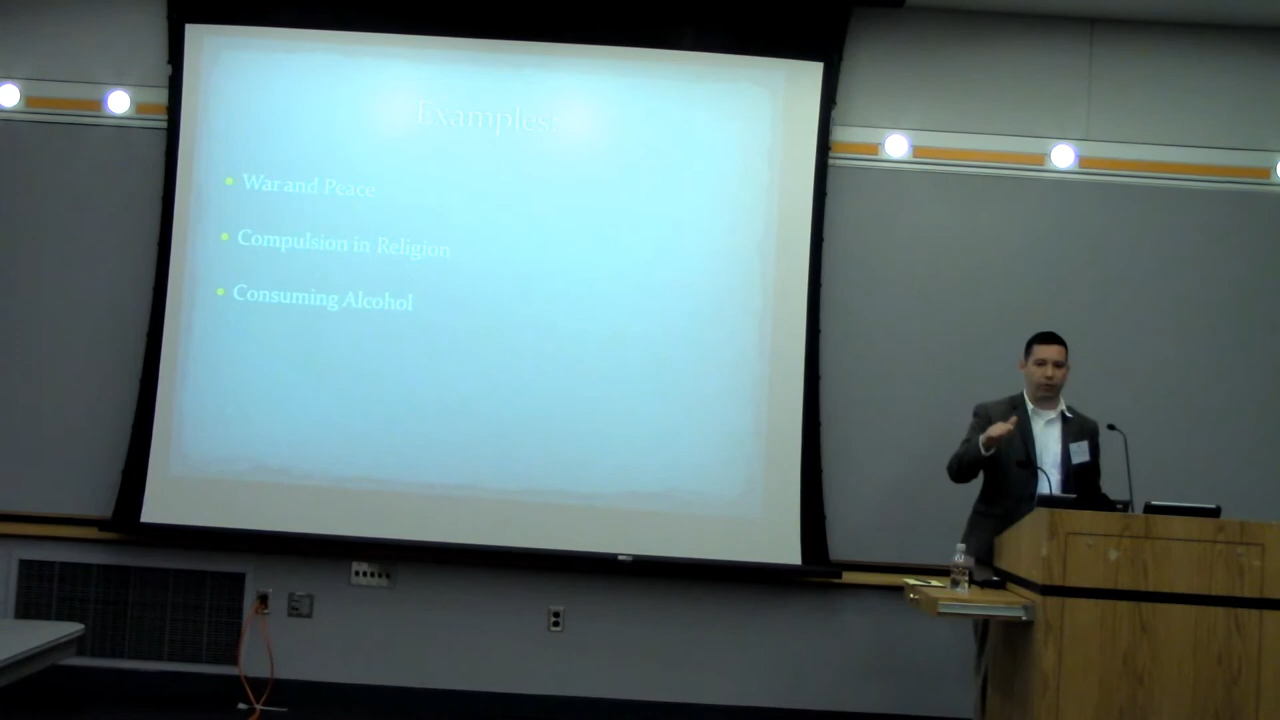 Examples:
War and Peace
Compulsion in Religion
Consuming Alcohol